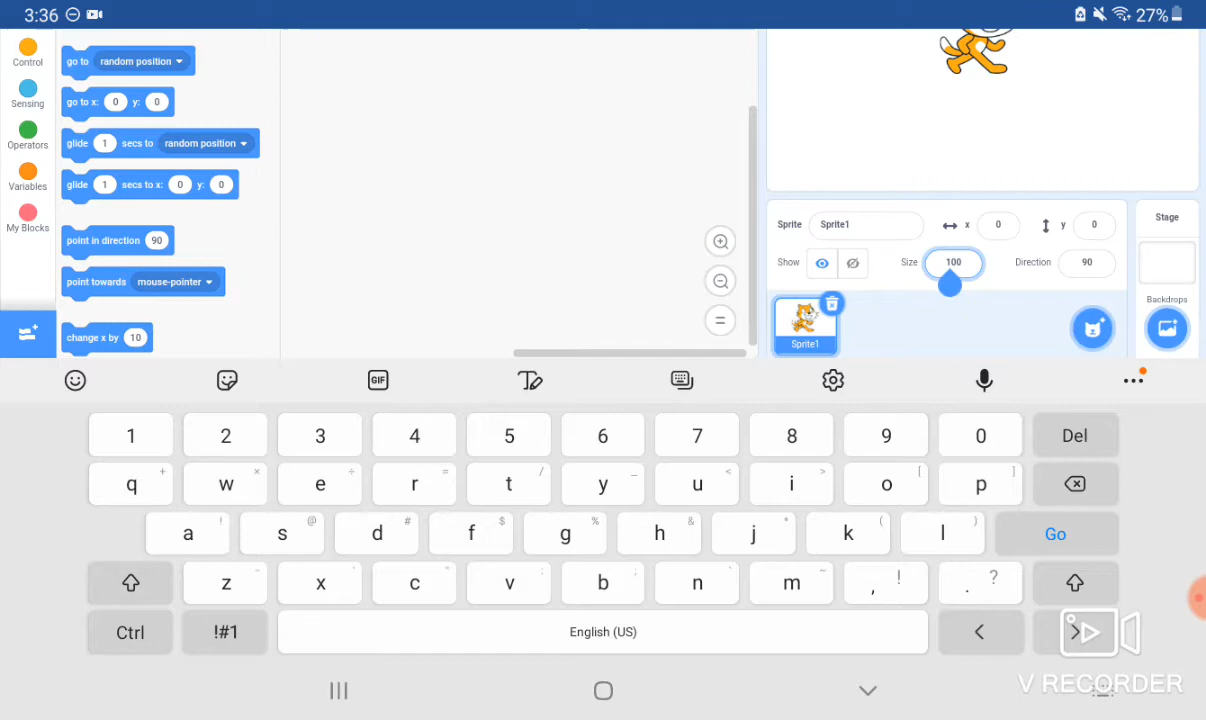 3:36
27%
Control
Sensing
Operators
Variables
My Blocks
go to random position
go to x: 0 y: 0
glide 1 secs to random position
glide 1 secs to x: 0 y: 0
point in direction 90
point towards mouse-pointer
change x by 10
Sprite Sprite1 x 0 y 0
Show Size 100 Direction 90
Sprite1
Stage
Backdrops
GIF
1 2 3 4 5 6 7 8 9 0 Del
q + w × e ÷ r = t / y _ u < i > o [ p ]
a ! s @ d # f $ g % h & j * k ( l ) Go
z - x ' c " v : b ; n ` m ~ , ! . ?
Ctrl !#1 English (US) < >
V RECORDER